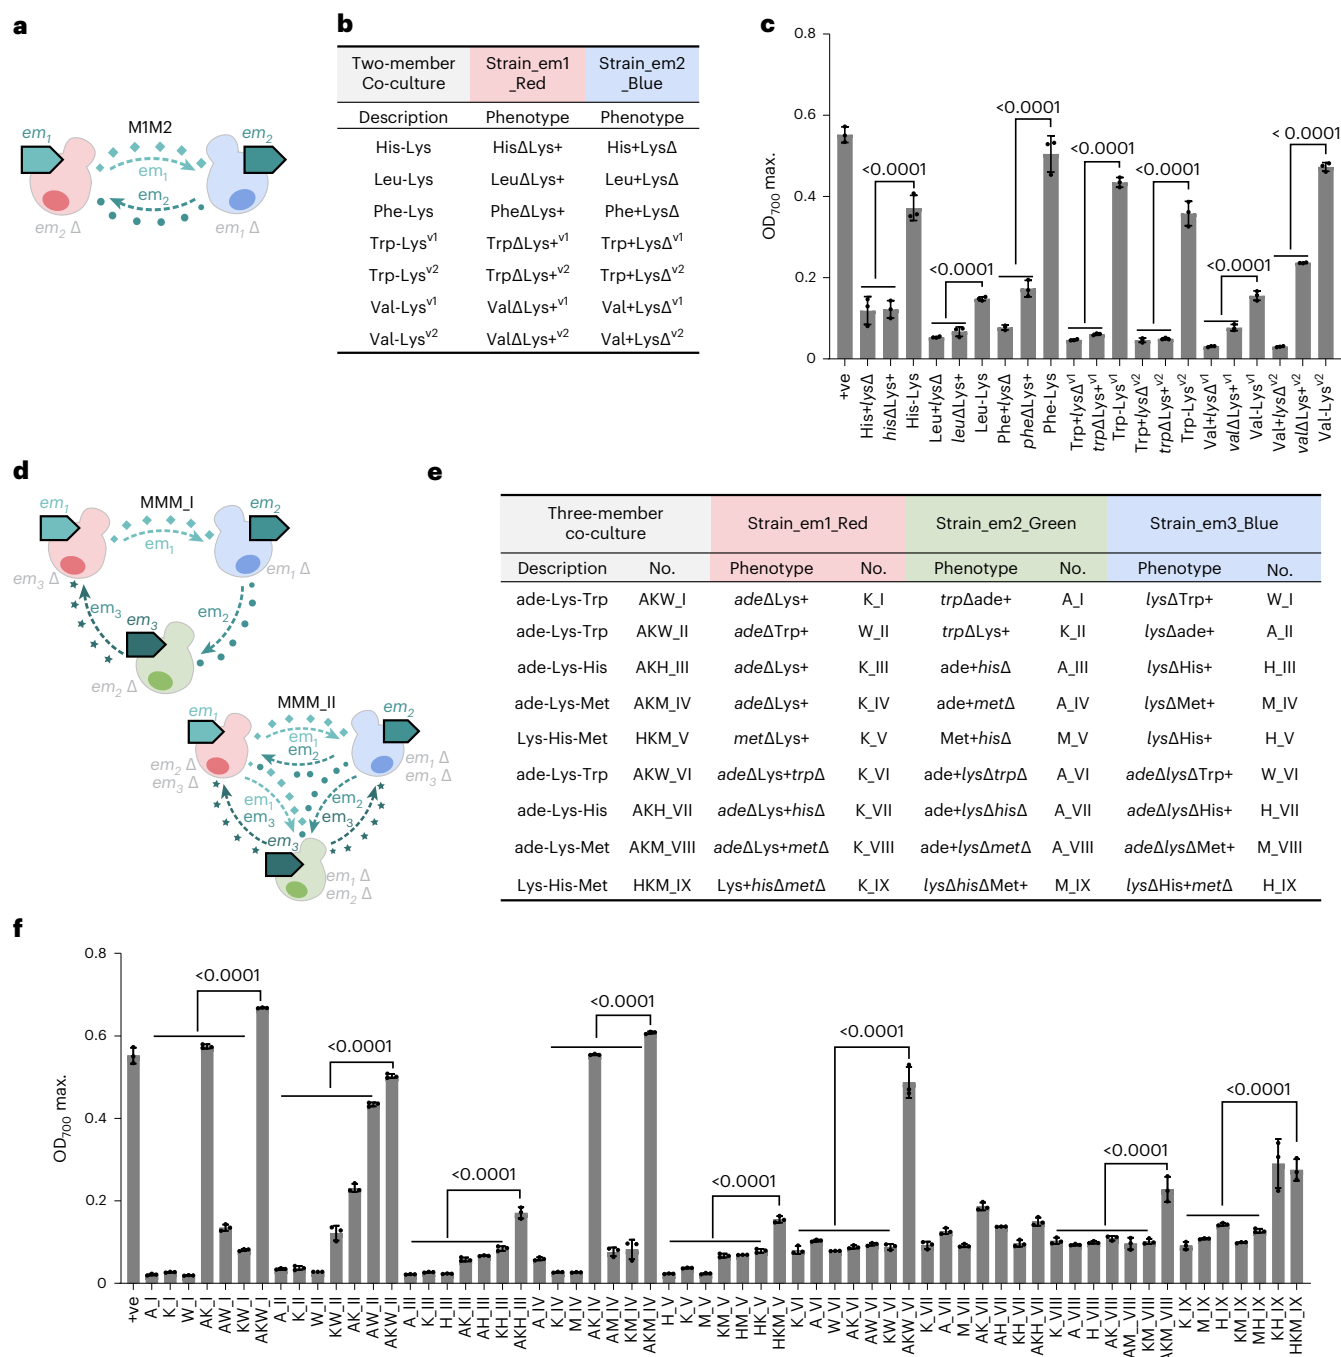 a
em1
M1M2
em2
em1
em2
em2 Δ
em1 Δ
b
Two-member Co-culture
Strain_em1_Red
Strain_em2_Blue
Description Phenotype Phenotype
His-Lys HisΔLys+ His+LysΔ
Leu-Lys LeuΔLys+ Leu+LysΔ
Phe-Lys PheΔLys+ Phe+LysΔ
Trp-Lysv1 TrpΔLys+v1 Trp+LysΔv1
Trp-Lysv2 TrpΔLys+v2 Trp+LysΔv2
Val-Lysv1 ValΔLys+v1 Val+LysΔv1
Val-Lysv2 ValΔLys+v2 Val+LysΔv2
c
OD700 max.
0.8
0.6
0.4
0.2
0
<0.0001
<0.0001
<0.0001
<0.0001
<0.0001
<0.0001
< 0.0001
+ve
His+lysΔ
hisΔLys+
His-Lys
Leu+lysΔ
leuΔLys+
Leu-Lys
Phe+lysΔ
pheΔLys+
Phe-Lys
Trp+lysΔv1
trpΔLys+v1
Trp-Lysv1
Trp+lysΔv2
trpΔLys+v2
Trp-Lysv2
Val+lysΔv1
valΔLys+v1
Val-Lysv1
Val+lysΔv2
valΔLys+v2
Val-Lysv2
d
em1
MMM_I
em2
em1
em3 Δ
em1 Δ
em3
em2
em3
em2 Δ
MMM_II
em1
em2
em1
em2
em2 Δ
em3 Δ
em1 Δ
em3 Δ
em1
em3
em2
em3
em3
em1 Δ
em2 Δ
e
Three-member co-culture
Strain_em1_Red
Strain_em2_Green
Strain_em3_Blue
Description No. Phenotype No. Phenotype No. Phenotype No.
ade-Lys-Trp AKW_I adeΔLys+ K_I trpΔade+ A_I lysΔTrp+ W_I
ade-Lys-Trp AKW_II adeΔTrp+ W_II trpΔLys+ K_II lysΔade+ A_II
ade-Lys-His AKH_III adeΔLys+ K_III ade+hisΔ A_III lysΔHis+ H_III
ade-Lys-Met AKM_IV adeΔLys+ K_IV ade+metΔ A_IV lysΔMet+ M_IV
Lys-His-Met HKM_V metΔLys+ K_V Met+hisΔ M_V lysΔHis+ H_V
ade-Lys-Trp AKW_VI adeΔLys+trpΔ K_VI ade+lysΔtrpΔ A_VI adeΔlysΔTrp+ W_VI
ade-Lys-His AKH_VII adeΔLys+hisΔ K_VII ade+lysΔhisΔ A_VII adeΔlysΔHis+ H_VII
ade-Lys-Met AKM_VIII adeΔLys+metΔ K_VIII ade+lysΔmetΔ A_VIII adeΔlysΔMet+ M_VIII
Lys-His-Met HKM_IX Lys+hisΔmetΔ K_IX lysΔhisΔMet+ M_IX lysΔHis+metΔ H_IX
f
OD700 max.
0.8
0.6
0.4
0.2
0
<0.0001
<0.0001
<0.0001
<0.0001
<0.0001
<0.0001
<0.0001
<0.0001
+ve
A_I
K_I
W_I
AK_I
AW_I
KW_I
AKW_I
A_II
K_II
W_II
KW_II
AK_II
AW_II
AKW_II
A_III
K_III
H_III
AK_III
AH_III
KH_III
AKH_III
A_IV
K_IV
M_IV
AK_IV
AM_IV
KM_IV
AKM_IV
H_V
K_V
M_V
KM_V
HM_V
HK_V
HKM_V
K_VI
A_VI
W_VI
AK_VI
AW_VI
KW_VI
AKW_VI
K_VII
A_VII
M_VII
AK_VII
AH_VII
KH_VII
AKH_VII
K_VIII
A_VIII
H_VIII
AK_VIII
AM_VIII
KM_VIII
AKM_VIII
K_IX
M_IX
H_IX
KM_IX
MH_IX
KH_IX
HKM_IX